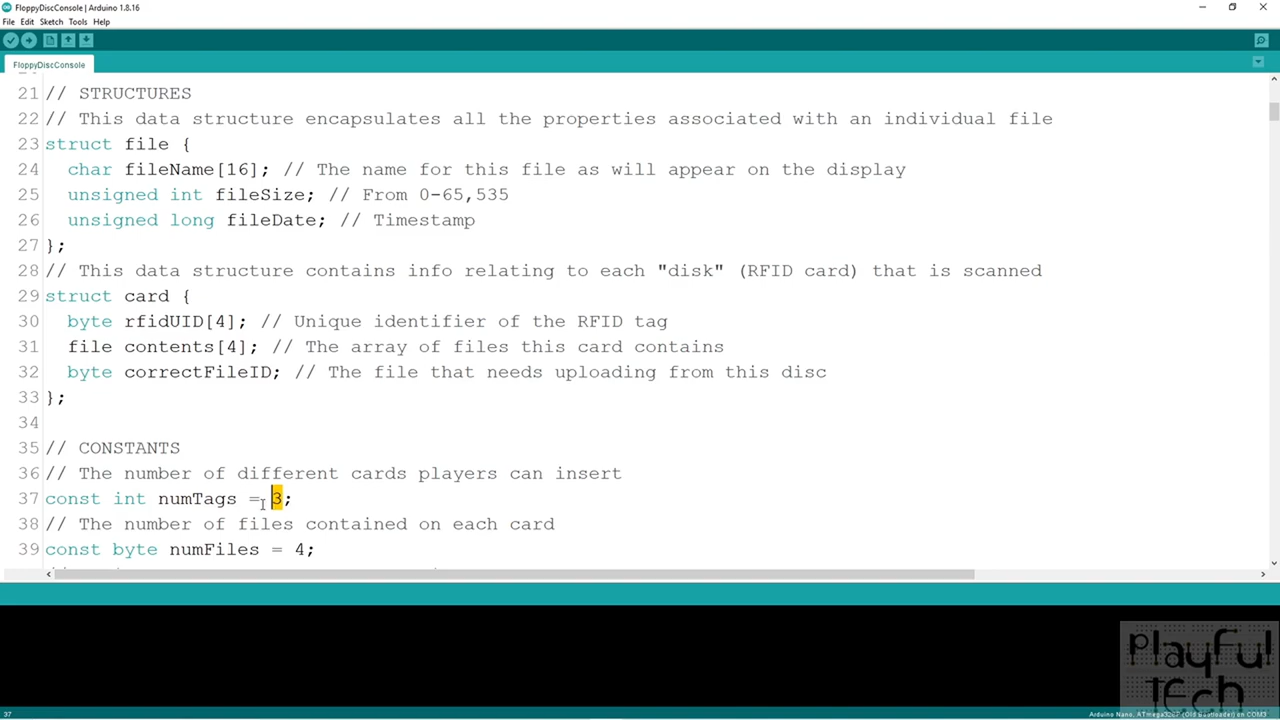 FloppyDiscConsole | Arduino 1.8.16
File Edit Sketch Tools Help
FloppyDiscConsole
21 // STRUCTURES
22 // This data structure encapsulates all the properties associated with an individual file
23 struct file {
24 char fileName[16]; // The name for this file as will appear on the display
25 unsigned int fileSize; // From 0-65,535
26 unsigned long fileDate; // Timestamp
27 };
28 // This data structure contains info relating to each "disk" (RFID card) that is scanned
29 struct card {
30 byte rfidUID[4]; // Unique identifier of the RFID tag
31 file contents[4]; // The array of files this card contains
32 byte correctFileID; // The file that needs uploading from this disc
33 };
34
35 // CONSTANTS
36 // The number of different cards players can insert
37 const int numTags = 3;
38 // The number of files contained on each card
39 const byte numFiles = 4;
Playful
Tech
37